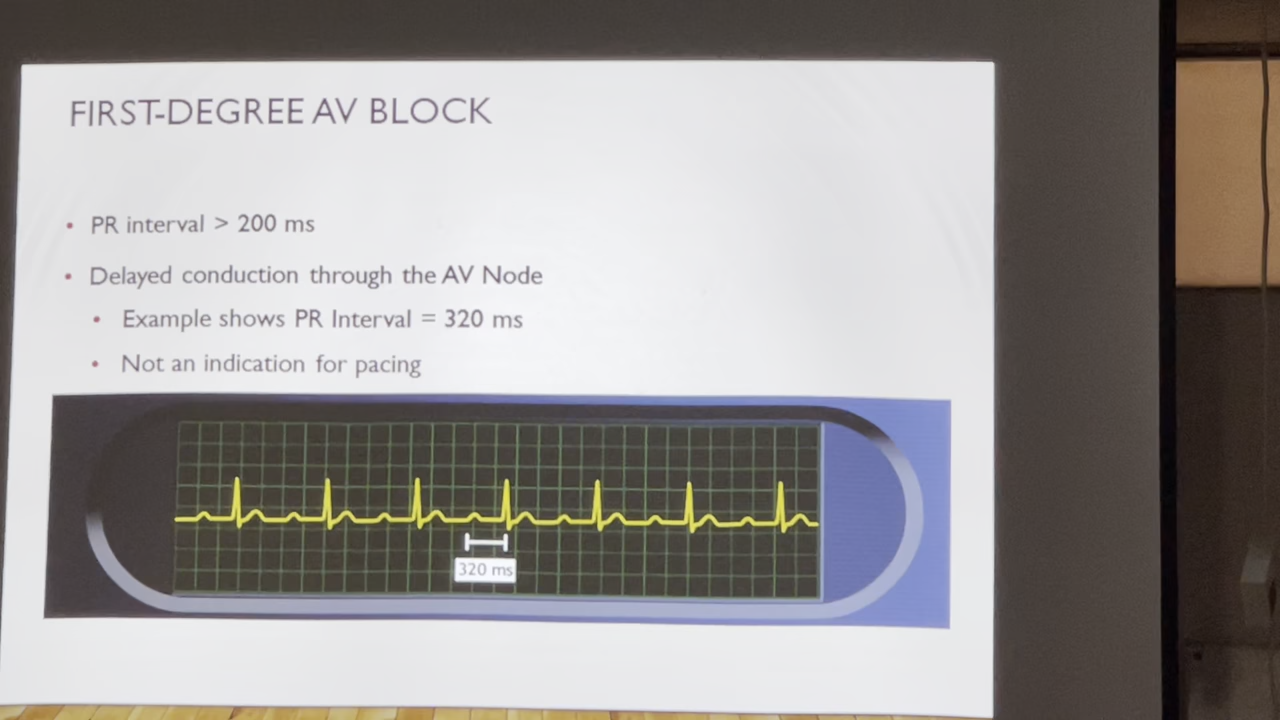 FIRST-DEGREE AV BLOCK
• PR interval > 200 ms
• Delayed conduction through the AV Node
• Example shows PR Interval = 320 ms
• Not an indication for pacing
320 ms